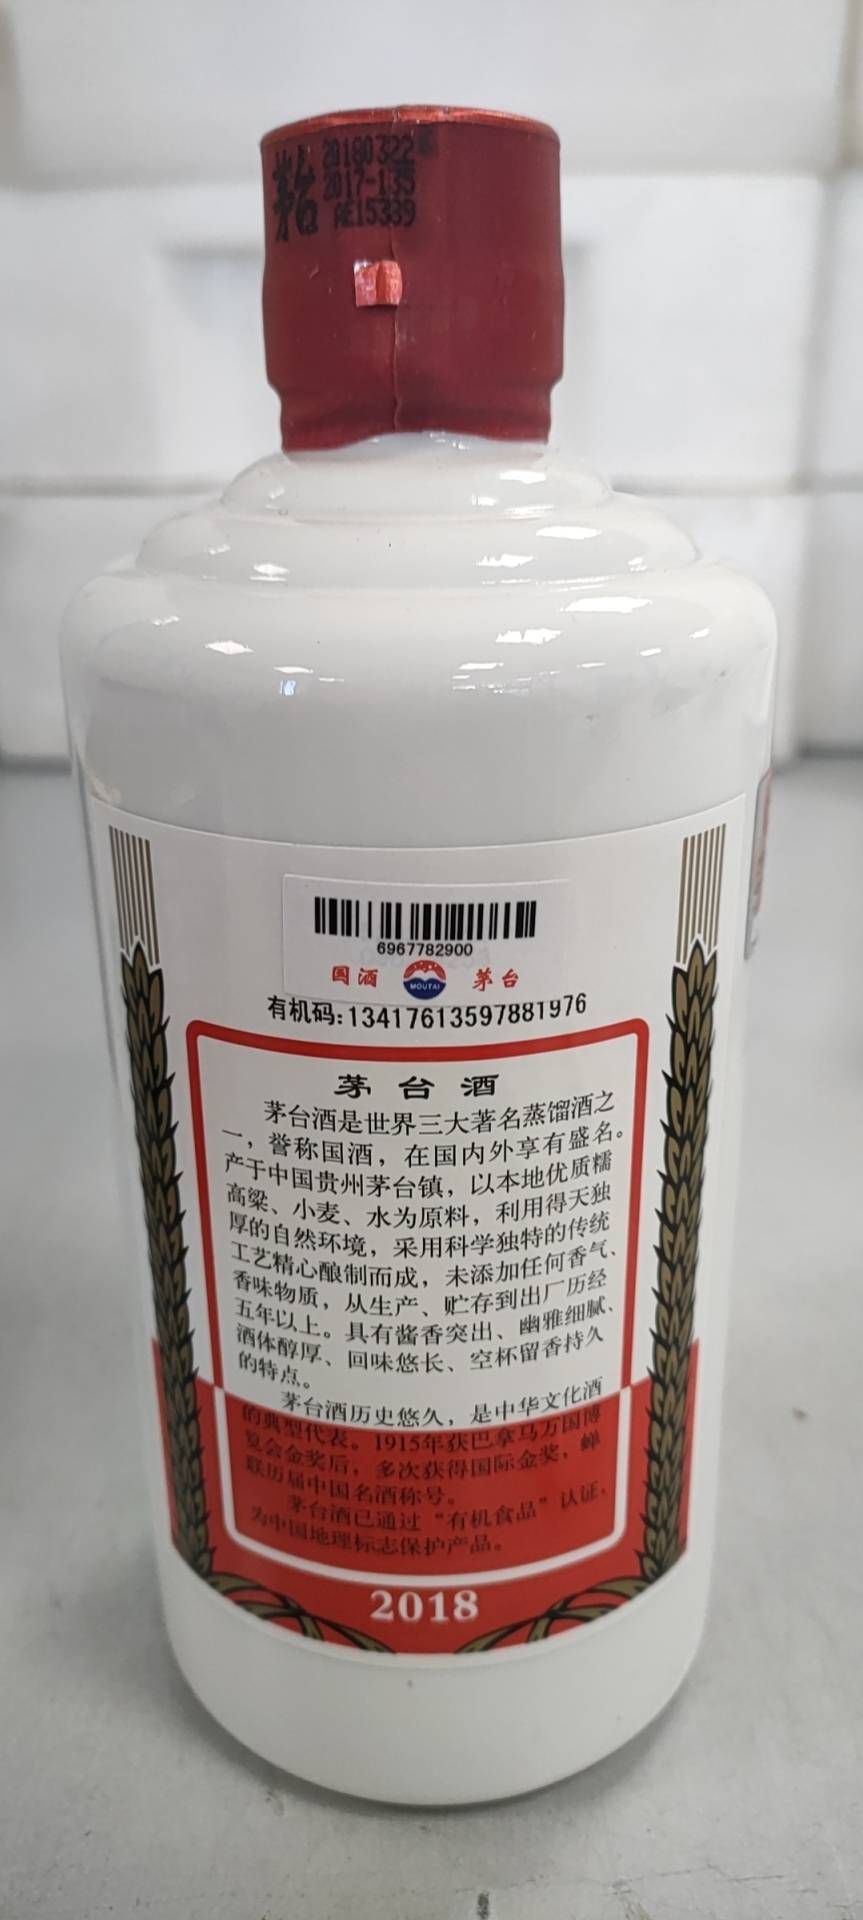 茅台
20180322
2017-135
AE15339
6967782900
国酒 MOUTAI 茅台
有机码:13417613597881976
茅台酒
茅台酒是世界三大著名蒸馏酒之
一，誉称国酒，在国内外享有盛名。
产于中国贵州茅台镇，以本地优质糯
高粱、小麦、水为原料，利用得天独
厚的自然环境，采用科学独特的传统
工艺精心酿制而成，未添加任何香气、
香味物质，从生产、贮存到出厂历经
五年以上。具有酱香突出、幽雅细腻、
酒体醇厚、回味悠长、空杯留香持久
的特点。
茅台酒历史悠久，是中华文化酒
的典型代表。1915年获巴拿马万国博
览会金奖后，多次获得国际金奖，蝉
联历届中国名酒称号。
茅台酒已通过“有机食品”认证，
为中国地理标志保护产品。
2018